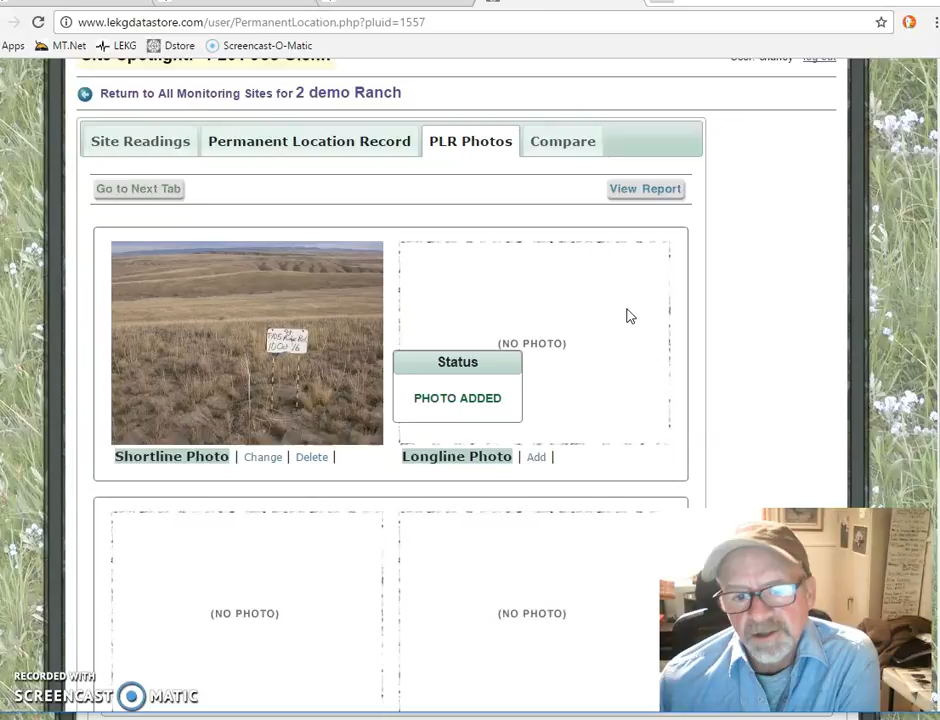 www.lekgdatastore.com/user/PermanentLocation.php?pluid=1557
Apps MT.Net LEKG Dstore Screencast-O-Matic
Return to All Monitoring Sites for 2 demo Ranch
Site Readings Permanent Location Record PLR Photos Compare
Go to Next Tab View Report
(NO PHOTO)
Status
PHOTO ADDED
Shortline Photo | Change | Delete | Longline Photo | Add |
(NO PHOTO) (NO PHOTO)
RECORDED WITH
SCREENCAST MATIC